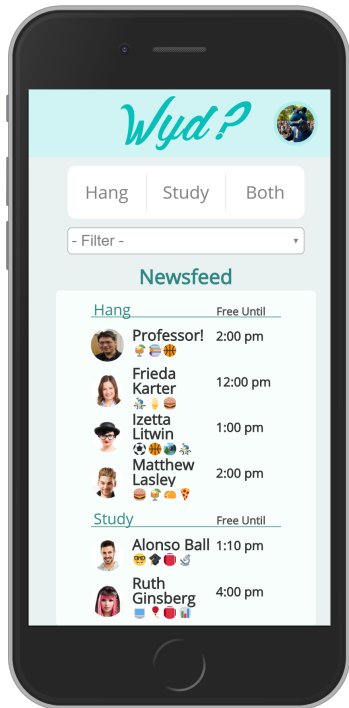 Wyd?
Hang Study Both
- Filter -
Newsfeed
Hang Free Until
Professor! 2:00 pm
Frieda
Karter 12:00 pm
Izetta
Litwin 1:00 pm
Matthew
Lasley 2:00 pm
Study Free Until
Alonso Ball 1:10 pm
Ruth
Ginsberg 4:00 pm